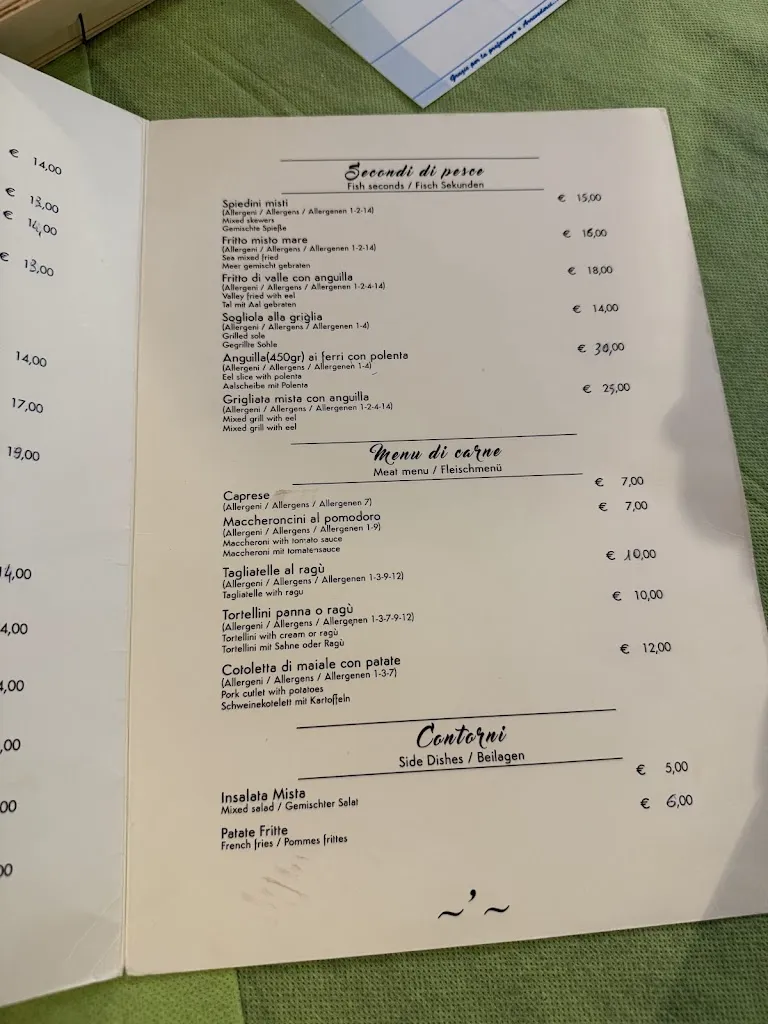 Grazie per la preferenza e Arrivederci
€ 14,00
€ 13,00
€ 14,00
€ 13,00
14,00
17,00
19,00
14,00
4,00
4,00
,00
00
00
Secondi di pesce
Fish seconds / Fisch Sekunden
Spiedini misti € 15,00
(Allergeni / Allergens / Allergenen 1-2-14)
Mixed skewers
Gemischte Spieße
Fritto misto mare € 16,00
(Allergeni / Allergens / Allergenen 1-2-14)
Sea mixed fried
Meer gemischt gebraten
Fritto di valle con anguilla € 18,00
(Allergeni / Allergens / Allergenen 1-2-4-14)
Valley fried with eel
Tal mit Aal gebraten
Sogliola alla griglia € 14,00
(Allergeni / Allergens / Allergenen 1-4)
Grilled sole
Gegrillte Sohle
Anguilla(450gr) ai ferri con polenta € 30,00
(Allergeni / Allergens / Allergenen 1-4)
Eel slice with polenta
Aalscheibe mit Polenta
Grigliata mista con anguilla € 25,00
(Allergeni / Allergens / Allergenen 1-2-4-14)
Mixed grill with eel
Mixed grill with eel
Menu di carne
Meat menu / Fleischmenü
Caprese € 7,00
(Allergeni / Allergens / Allergenen 7)
Maccheroncini al pomodoro € 7,00
(Allergeni / Allergens / Allergenen 1-9)
Maccheroni with tomato sauce
Maccheroni mit tomatensauce
Tagliatelle al ragù € 10,00
(Allergeni / Allergens / Allergenen 1-3-9-12)
Tagliatelle with ragu
Tortellini panna o ragù € 10,00
(Allergeni / Allergens / Allergenen 1-3-7-9-12)
Tortellini with cream or ragù
Tortellini mit Sahne oder Ragù
Cotoletta di maiale con patate € 12,00
(Allergeni / Allergens / Allergenen 1-3-7)
Pork cutlet with potatoes
Schweinekotelett mit Kartoffeln
Contorni
Side Dishes / Beilagen
Insalata Mista € 5,00
Mixed salad / Gemischter Salat
Patate Fritte € 6,00
French fries / Pommes frittes